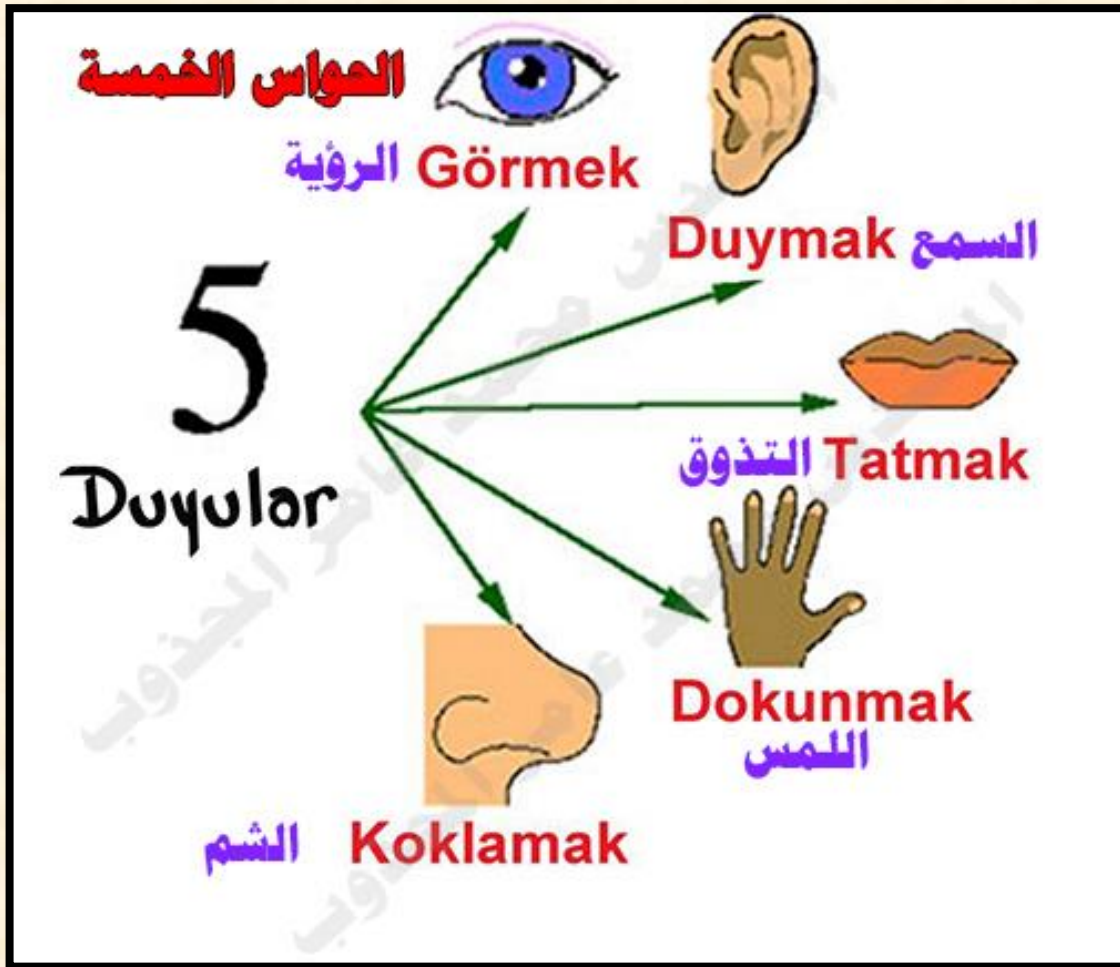 الحواس الخمسة
الرؤية Görmek
Duymak السمع
5
التذوق Tatmak
Duyular
Dokunmak
اللمس
الشم Koklamak